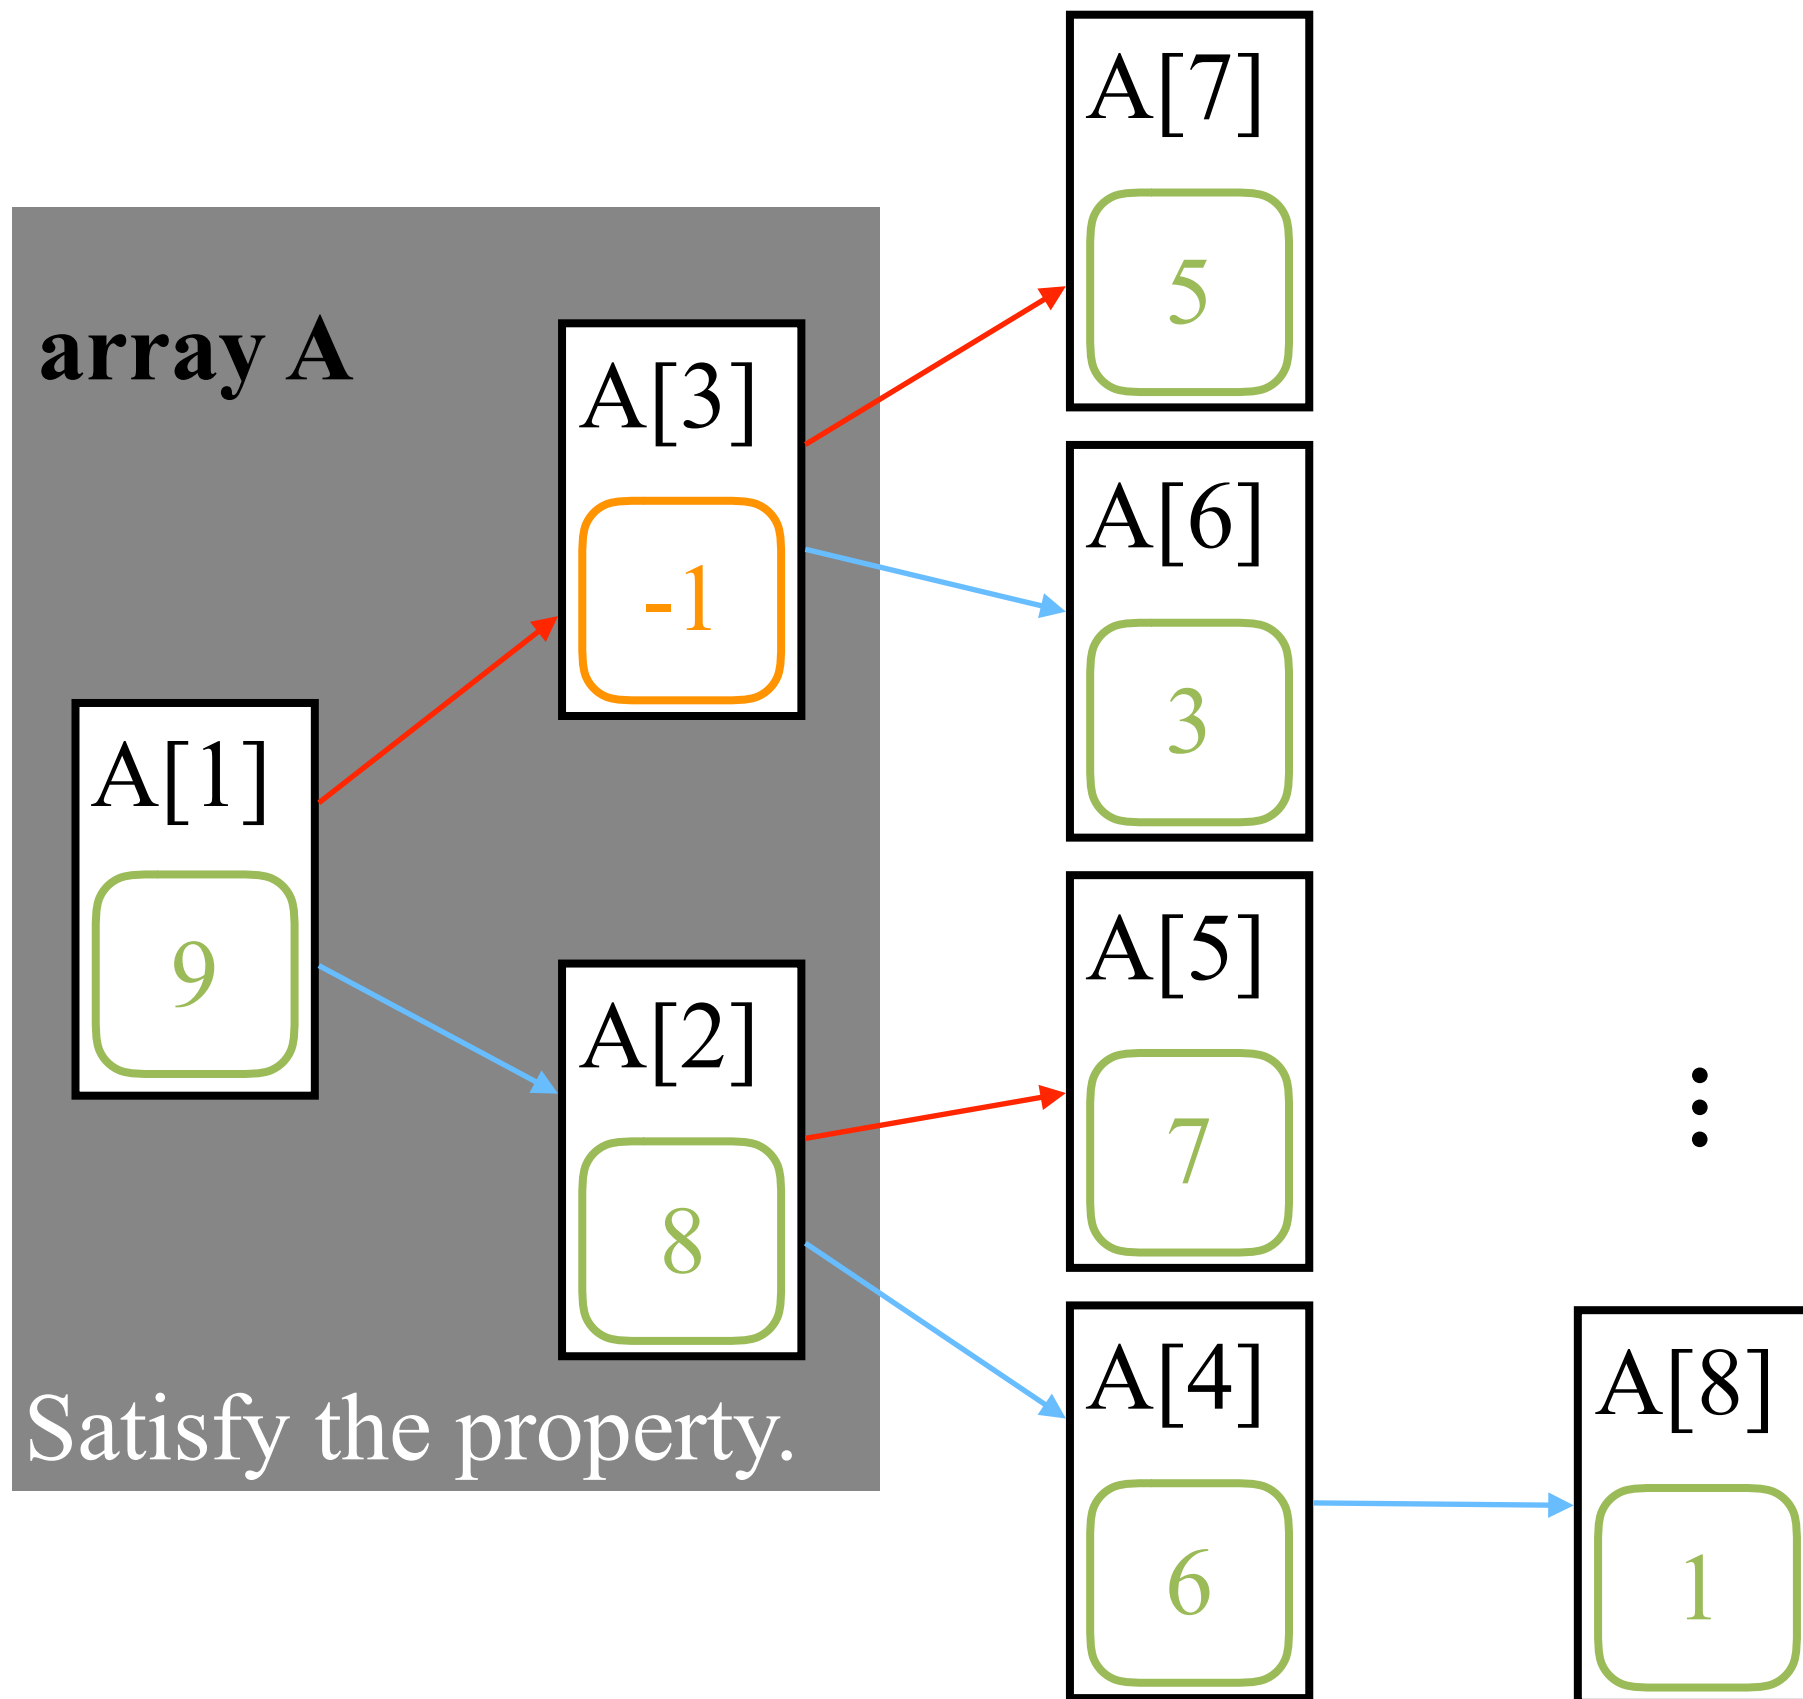 A[7]
5
array A
A[3]
-1
A[6]
3
A[1]
9
A[2]
8
A[5]
7
A[4]
6
A[8]
1
Satisfy the property.